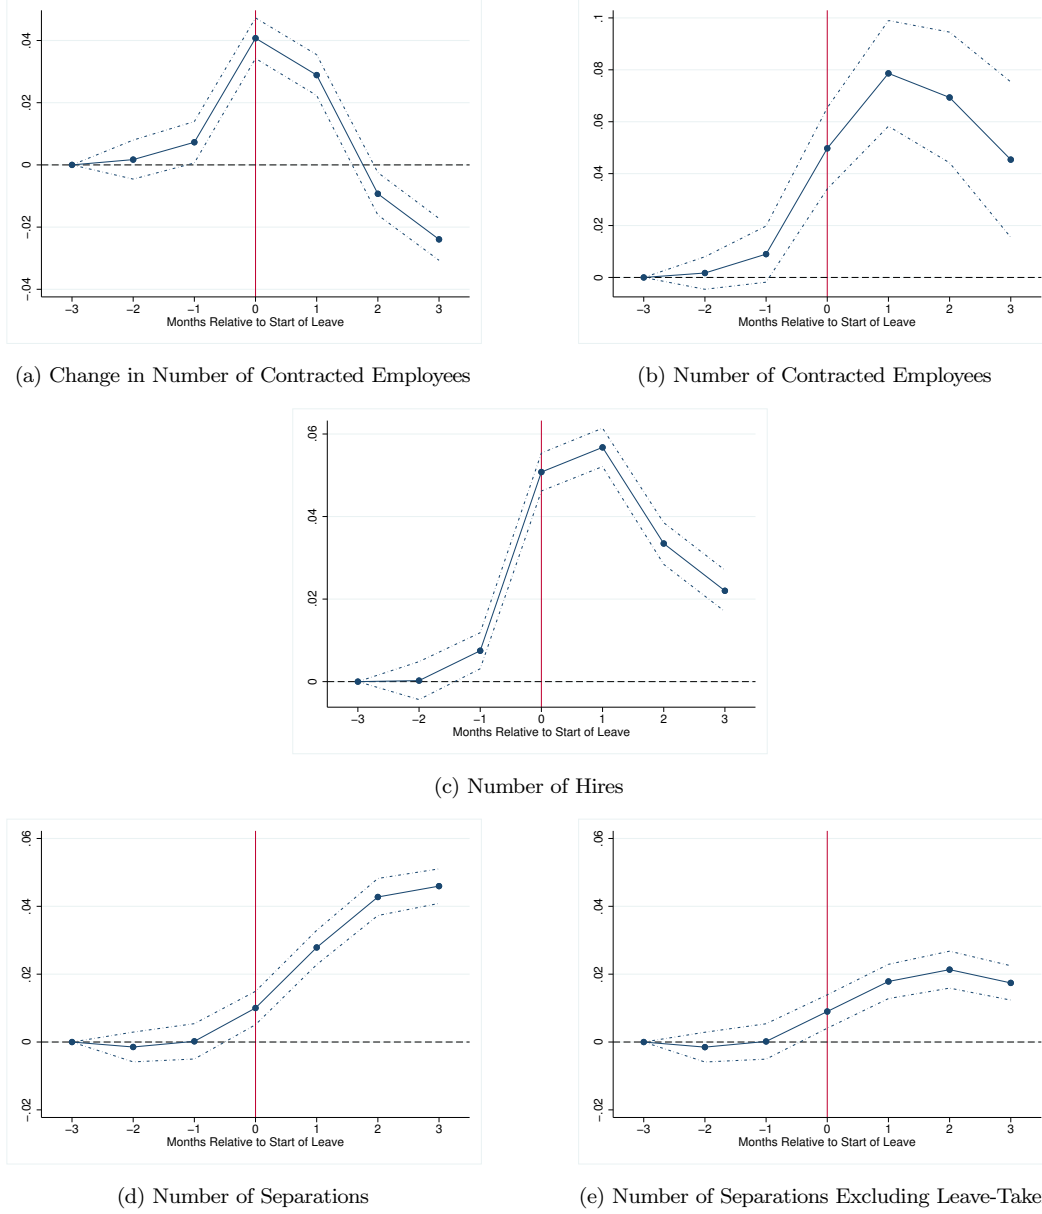 .04
.02
0
-.02
-.04
-3 -2 -1 0 1 2 3
Months Relative to Start of Leave
(a) Change in Number of Contracted Employees
.1
.08
.06
.04
.02
0
-3 -2 -1 0 1 2 3
Months Relative to Start of Leave
(b) Number of Contracted Employees
.06
.04
.02
0
-3 -2 -1 0 1 2 3
Months Relative to Start of Leave
(c) Number of Hires
.06
.04
.02
0
-.02
-3 -2 -1 0 1 2 3
Months Relative to Start of Leave
(d) Number of Separations
.06
.04
.02
0
-.02
-3 -2 -1 0 1 2 3
Months Relative to Start of Leave
(e) Number of Separations Excluding Leave-Take